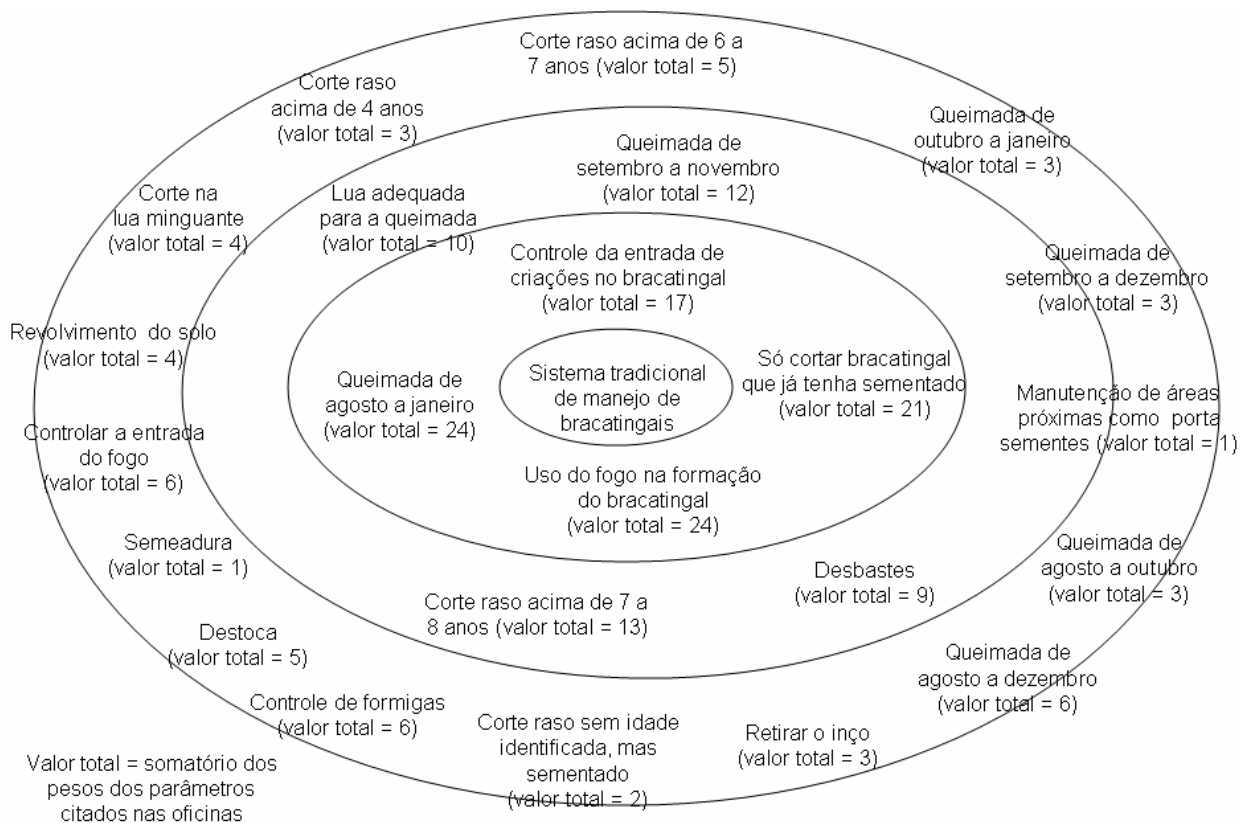 Corte raso acima de 6 a
7 anos (valor total = 5)
Corte raso
acima de 4 anos
(valor total = 3)
Queimada de
outubro a janeiro
(valor total = 3)
Queimada de
setembro a novembro
(valor total = 12)
Corte na
lua minguante
(valor total = 4)
Lua adequada
para a queimada
(valor total = 10)
Controle da entrada de
criações no bracatingal
(valor total = 17)
Queimada de
setembro a dezembro
(valor total = 3)
Revolvimento do solo
(valor total = 4)
Queimada de
agosto a janeiro
(valor total = 24)
Sistema tradicional
de manejo de
bracatingais
Só cortar bracatingal
que já tenha sementado
(valor total = 21)
Manutenção de áreas
próximas como porta
sementes (valor total = 1)
Controlar a entrada
do fogo
(valor total = 6)
Uso do fogo na formação
do bracatingal
(valor total = 24)
Semeadura
(valor total = 1)
Queimada de
agosto a outubro
(valor total = 3)
Desbastes
(valor total = 9)
Corte raso acima de 7 a
8 anos (valor total = 13)
Destoca
(valor total = 5)
Queimada de
agosto a dezembro
(valor total = 6)
Controle de formigas
(valor total = 6)
Corte raso sem idade
identificada, mas
sementado
(valor total = 2)
Retirar o inço
(valor total = 3)
Valor total = somatório dos
pesos dos parâmetros
citados nas oficinas